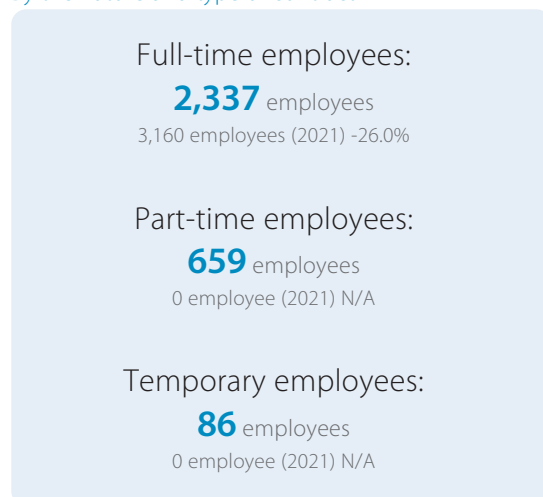 Full-time employees:
2,337 employees
3,160 employees (2021) -26.0%
Part-time employees:
659 employees
0 employee (2021) N/A
Temporary employees:
86 employees
0 employee (2021) N/A